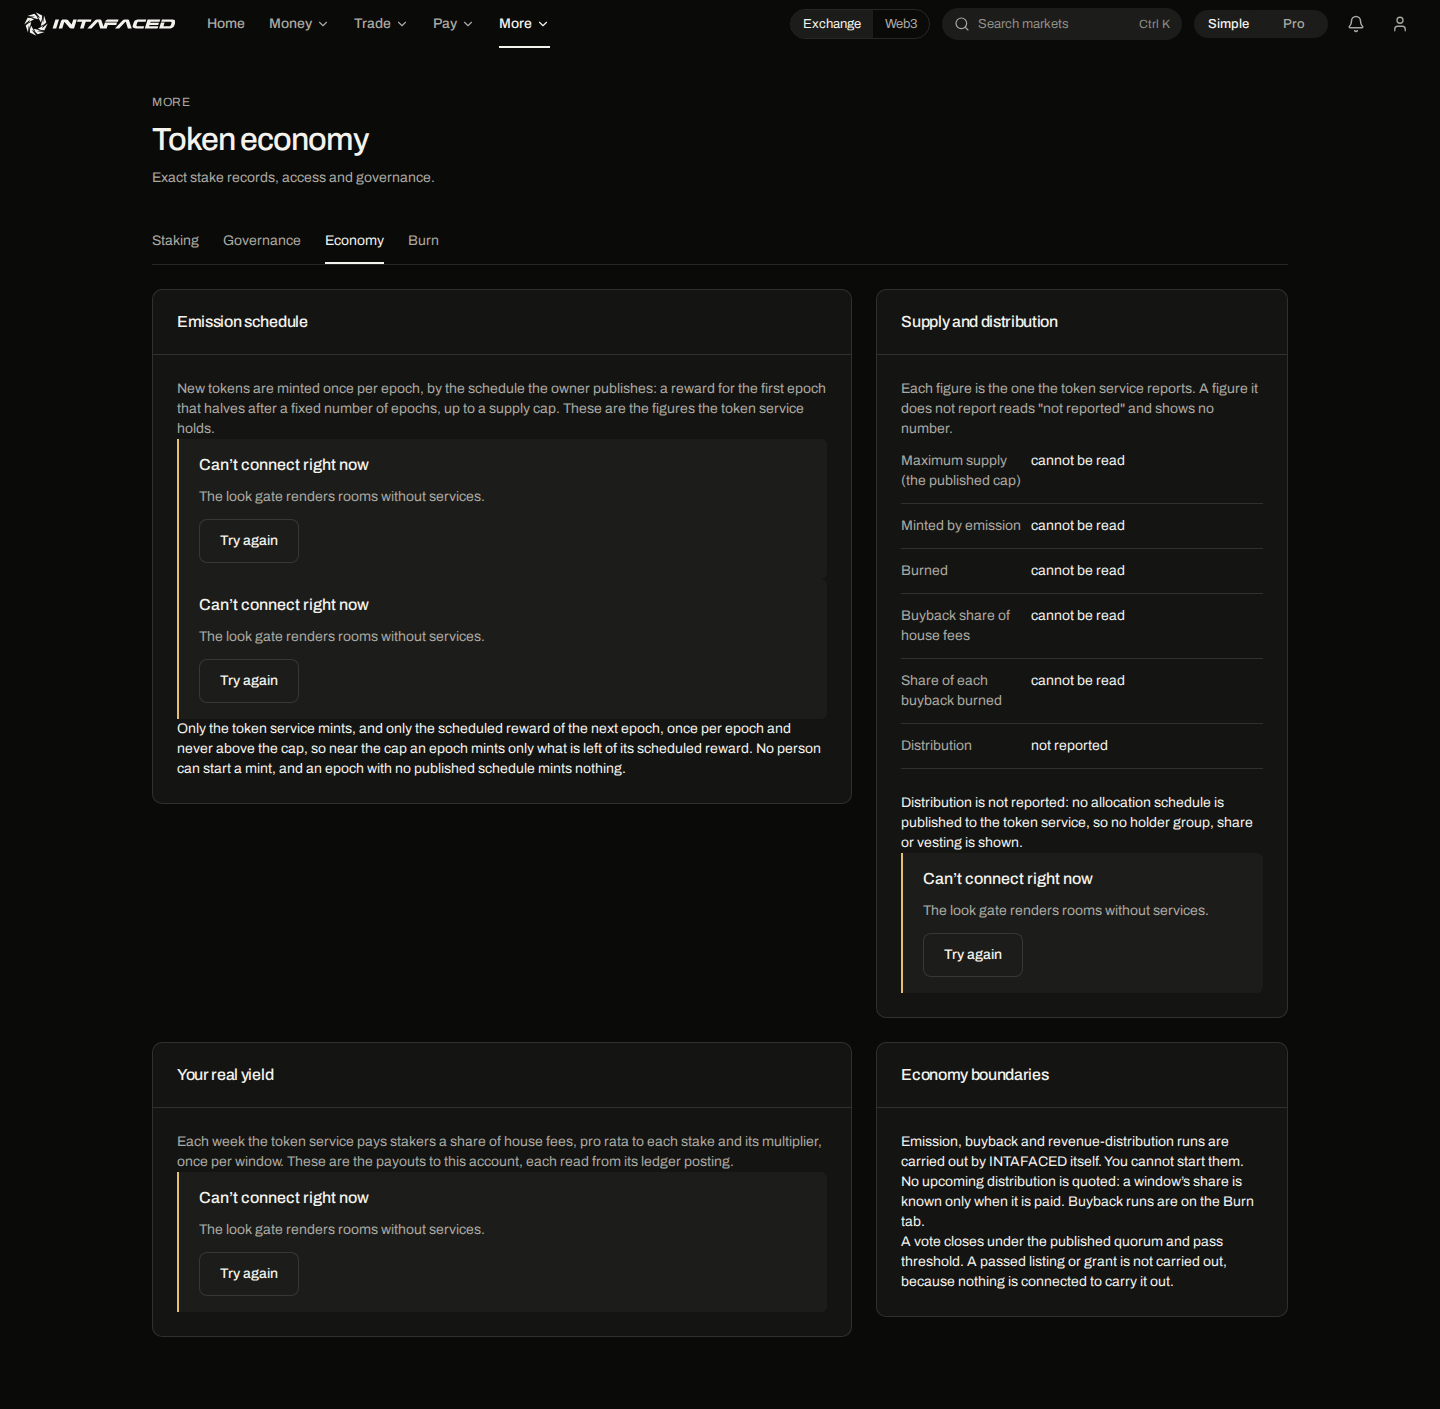 INTAFACED
Home
Money
Trade
Pay
More
Exchange
Web3
Search markets
Ctrl K
Simple
Pro
MORE
Token economy
Exact stake records, access and governance.
Staking
Governance
Economy
Burn
Emission schedule
New tokens are minted once per epoch, by the schedule the owner publishes: a reward for the first epoch
that halves after a fixed number of epochs, up to a supply cap. These are the figures the token service
holds.
Can’t connect right now
The look gate renders rooms without services.
Try again
Can’t connect right now
The look gate renders rooms without services.
Try again
Only the token service mints, and only the scheduled reward of the next epoch, once per epoch and
never above the cap, so near the cap an epoch mints only what is left of its scheduled reward. No person
can start a mint, and an epoch with no published schedule mints nothing.
Supply and distribution
Each figure is the one the token service reports. A figure it
does not report reads "not reported" and shows no
number.
Maximum supply
(the published cap)
cannot be read
Minted by emission
cannot be read
Burned
cannot be read
Buyback share of
house fees
cannot be read
Share of each
buyback burned
cannot be read
Distribution
not reported
Distribution is not reported: no allocation schedule is
published to the token service, so no holder group, share
or vesting is shown.
Can’t connect right now
The look gate renders rooms without services.
Try again
Your real yield
Each week the token service pays stakers a share of house fees, pro rata to each stake and its multiplier,
once per window. These are the payouts to this account, each read from its ledger posting.
Can’t connect right now
The look gate renders rooms without services.
Try again
Economy boundaries
Emission, buyback and revenue-distribution runs are
carried out by INTAFACED itself. You cannot start them.
No upcoming distribution is quoted: a window's share is
known only when it is paid. Buyback runs are on the Burn
tab.
A vote closes under the published quorum and pass
threshold. A passed listing or grant is not carried out,
because nothing is connected to carry it out.